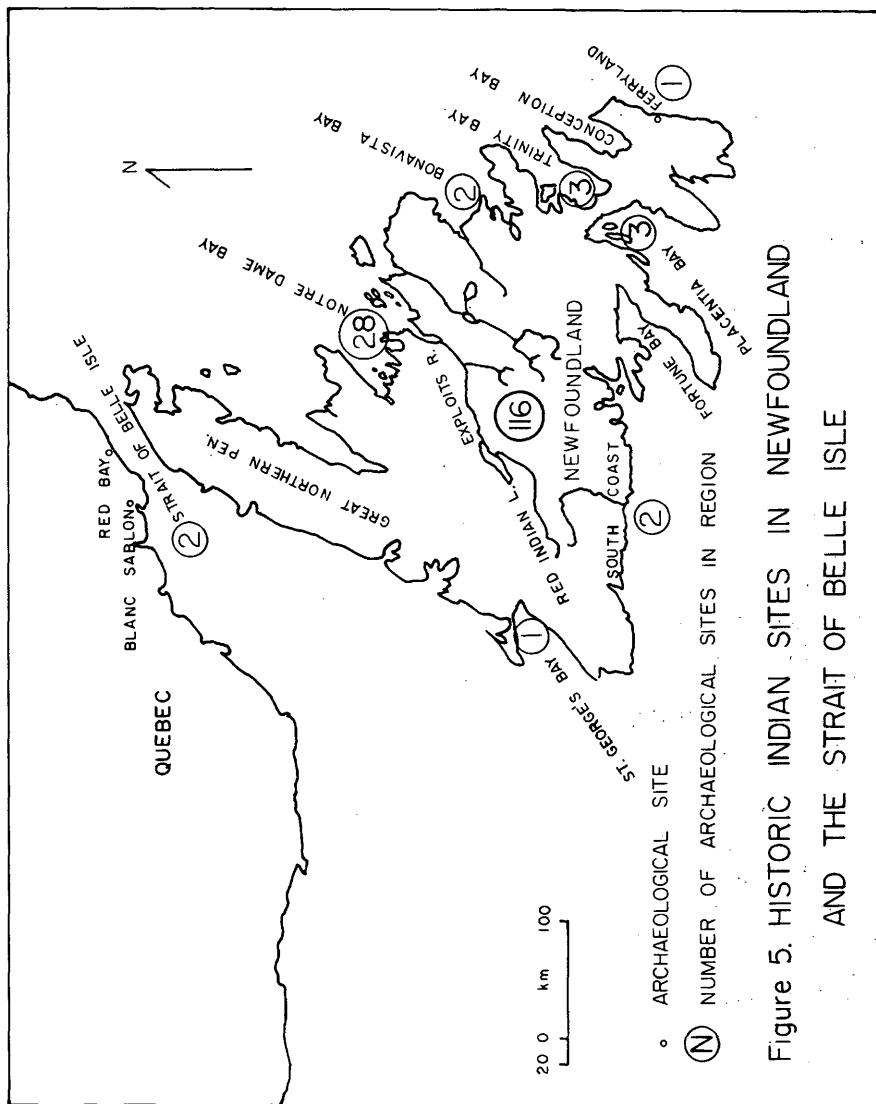 N
QUEBEC
BLANC SABLON
RED BAY
STRAIT OF BELLE ISLE
2
GREAT NORTHERN PEN.
NOTRE DAME BAY
28
BONAVISTA BAY
2
TRINITY BAY
3
CONCEPTION BAY
FERRYLAND
1
EXPLOITS R.
116
NEWFOUNDLAND
RED INDIAN L.
ST. GEORGE'S BAY
1
SOUTH COAST
2
FORTUNE BAY
PLACENTIA BAY
3
20 0 km 100
ARCHAEOLOGICAL SITE
N NUMBER OF ARCHAEOLOGICAL SITES IN REGION
Figure 5. HISTORIC INDIAN SITES IN NEWFOUNDLAND
AND THE STRAIT OF BELLE ISLE